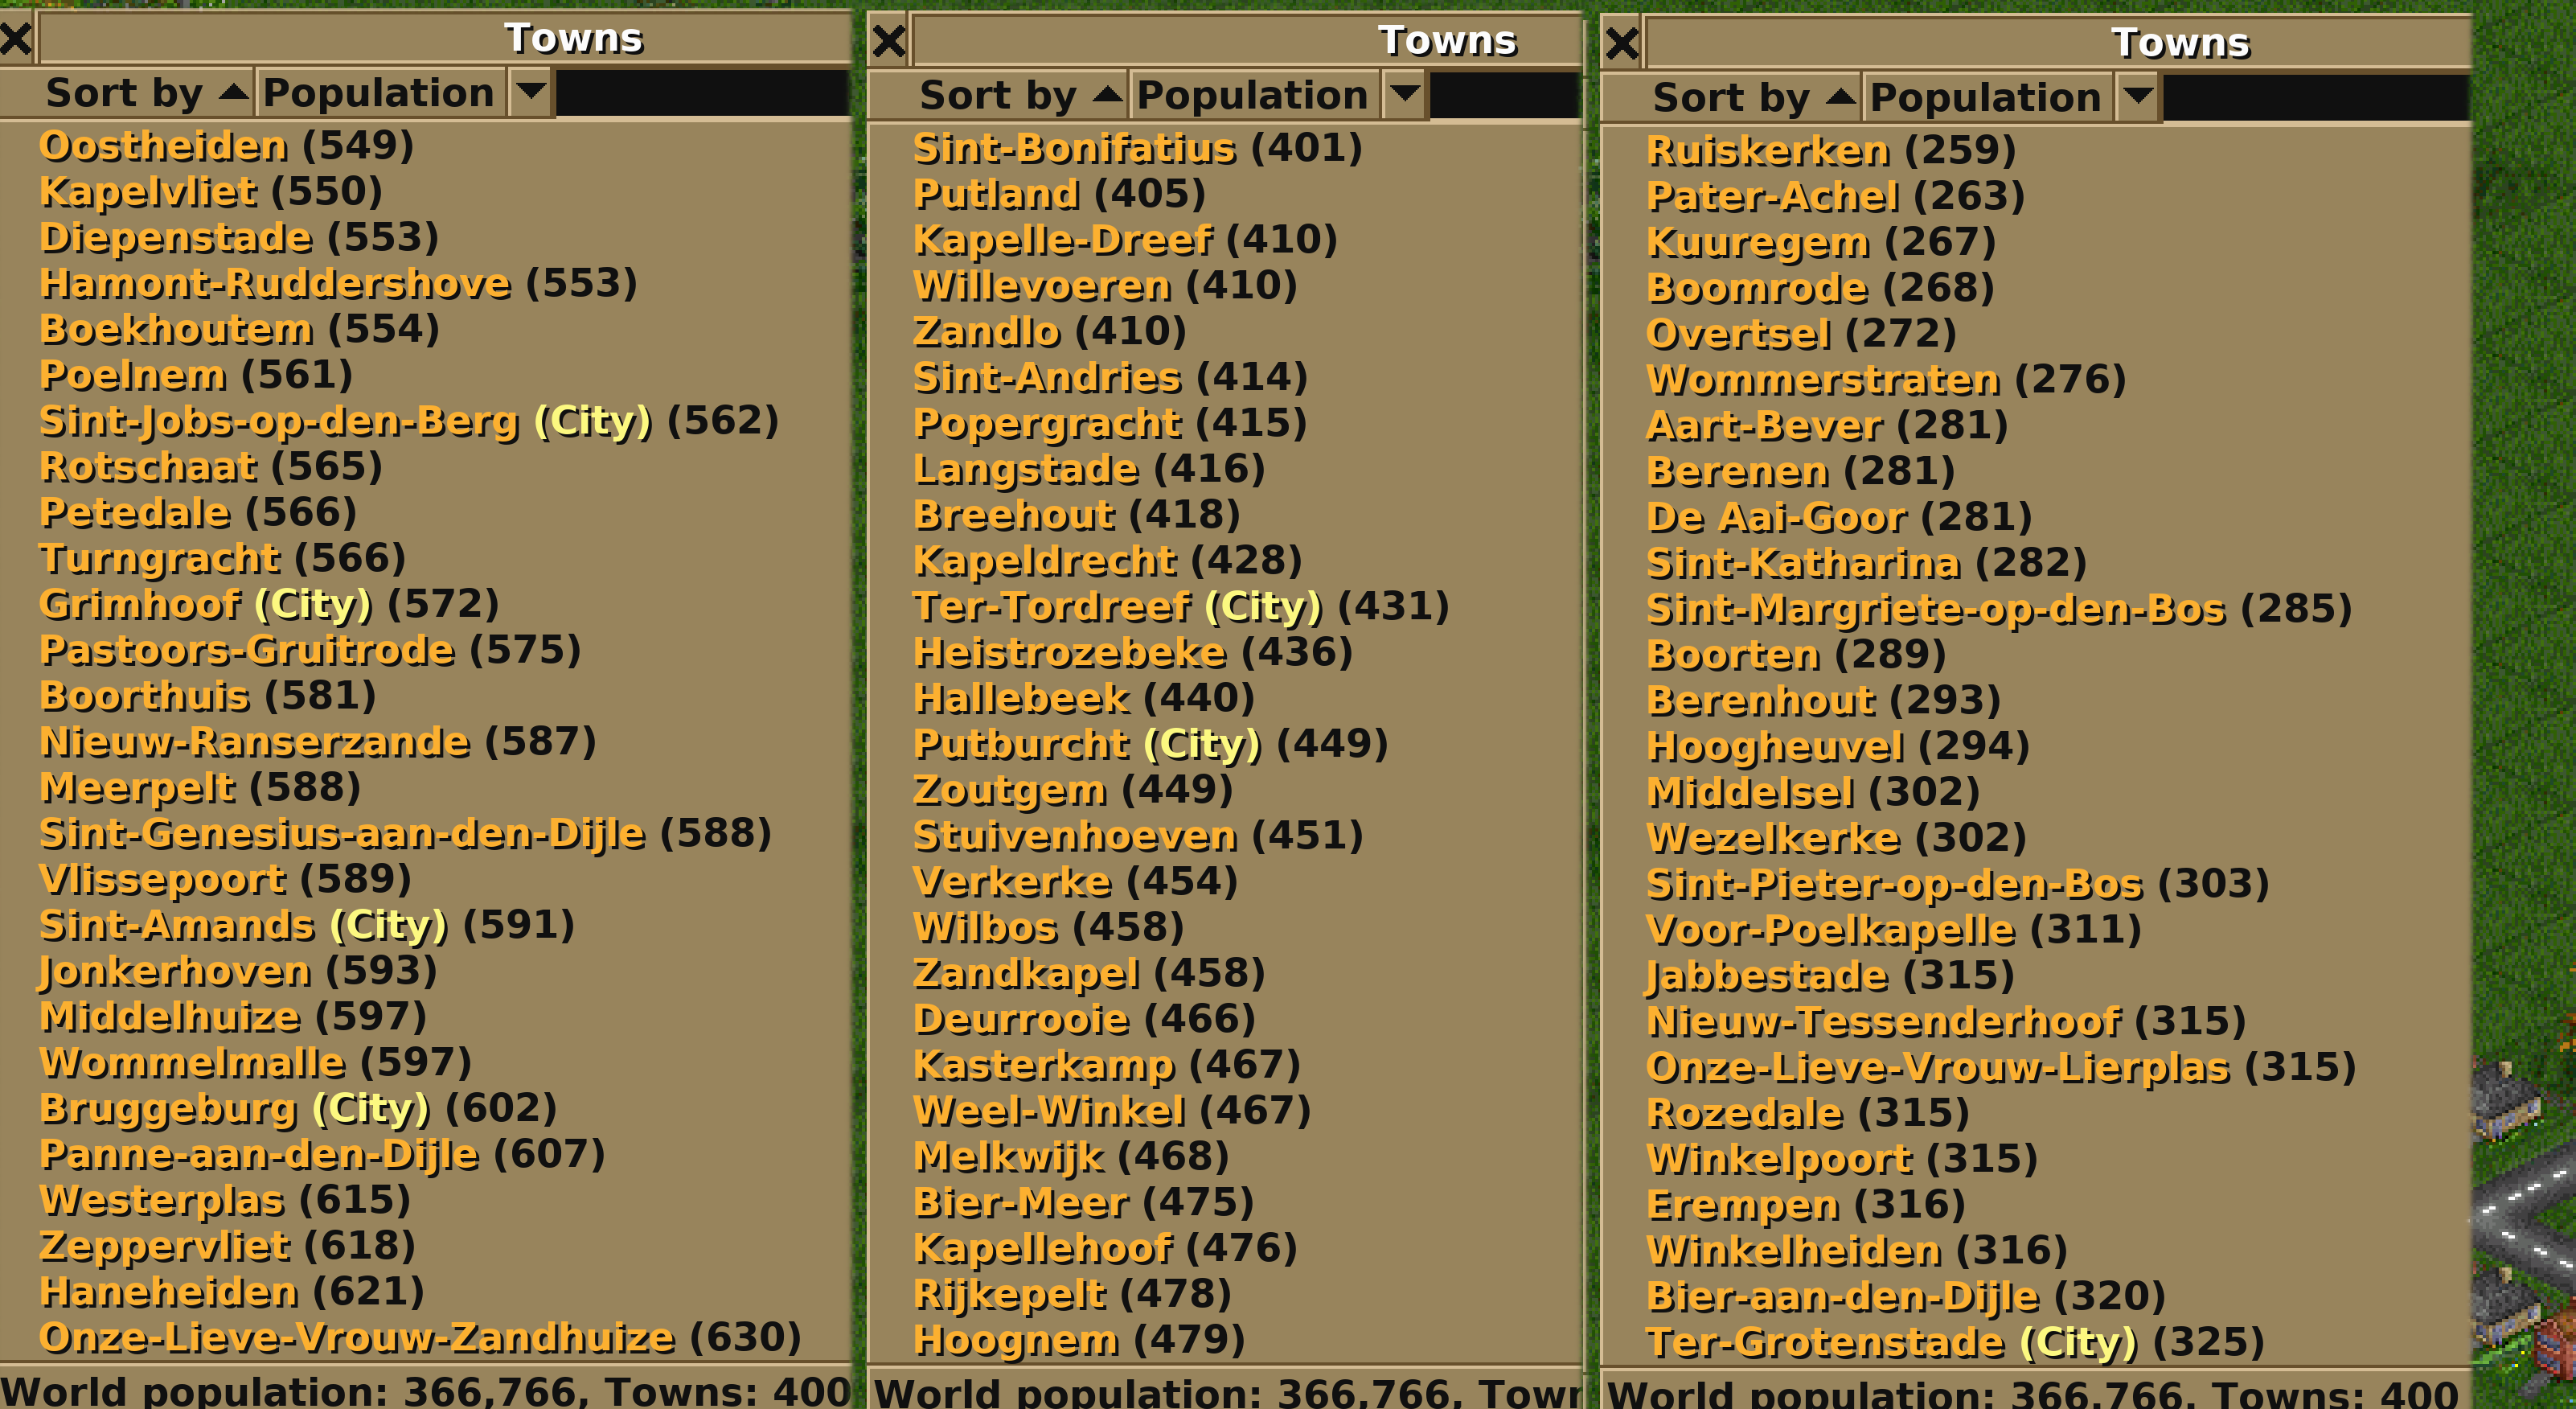 Towns
Sort by Population
Oostheiden (549)
Kapelvliet (550)
Diepenstade (553)
Hamont-Ruddershove (553)
Boekhoutem (554)
Poelnem (561)
Sint-Jobs-op-den-Berg (City) (562)
Rotschaat (565)
Petedale (566)
Turngracht (566)
Grimhoof (City) (572)
Pastoors-Gruitrode (575)
Boorthuis (581)
Nieuw-Ranserzande (587)
Meerpelt (588)
Sint-Genesius-aan-den-Dijle (588)
Vlissepoort (589)
Sint-Amands (City) (591)
Jonkerhoven (593)
Middelhuize (597)
Wommelmalle (597)
Bruggeburg (City) (602)
Panne-aan-den-Dijle (607)
Westerplas (615)
Zeppervliet (618)
Haneheiden (621)
Onze-Lieve-Vrouw-Zandhuize (630)
World population: 366,766, Towns: 400
Towns
Sort by Population
Sint-Bonifatius (401)
Putland (405)
Kapelle-Dreef (410)
Willevoeren (410)
Zandlo (410)
Sint-Andries (414)
Popergracht (415)
Langstade (416)
Breehout (418)
Kapeldrecht (428)
Ter-Tordreef (City) (431)
Heistrozebeke (436)
Hallebeek (440)
Putburcht (City) (449)
Zoutgem (449)
Stuivenhoeven (451)
Verkerke (454)
Wilbos (458)
Zandkapel (458)
Deurrooie (466)
Kasterkamp (467)
Weel-Winkel (467)
Melkwijk (468)
Bier-Meer (475)
Kapellehoof (476)
Rijkepelt (478)
Hoognem (479)
World population: 366,766, Town
Towns
Sort by Population
Ruiskerken (259)
Pater-Achel (263)
Kuuregem (267)
Boomrode (268)
Overtsel (272)
Wommerstraten (276)
Aart-Bever (281)
Berenen (281)
De Aai-Goor (281)
Sint-Katharina (282)
Sint-Margriete-op-den-Bos (285)
Boorten (289)
Berenhout (293)
Hoogheuvel (294)
Middelsel (302)
Wezelkerke (302)
Sint-Pieter-op-den-Bos (303)
Voor-Poelkapelle (311)
Jabbestade (315)
Nieuw-Tessenderhoof (315)
Onze-Lieve-Vrouw-Lierplas (315)
Rozedale (315)
Winkelpoort (315)
Erempen (316)
Winkelheiden (316)
Bier-aan-den-Dijle (320)
Ter-Grotenstade (City) (325)
World population: 366,766, Towns: 400